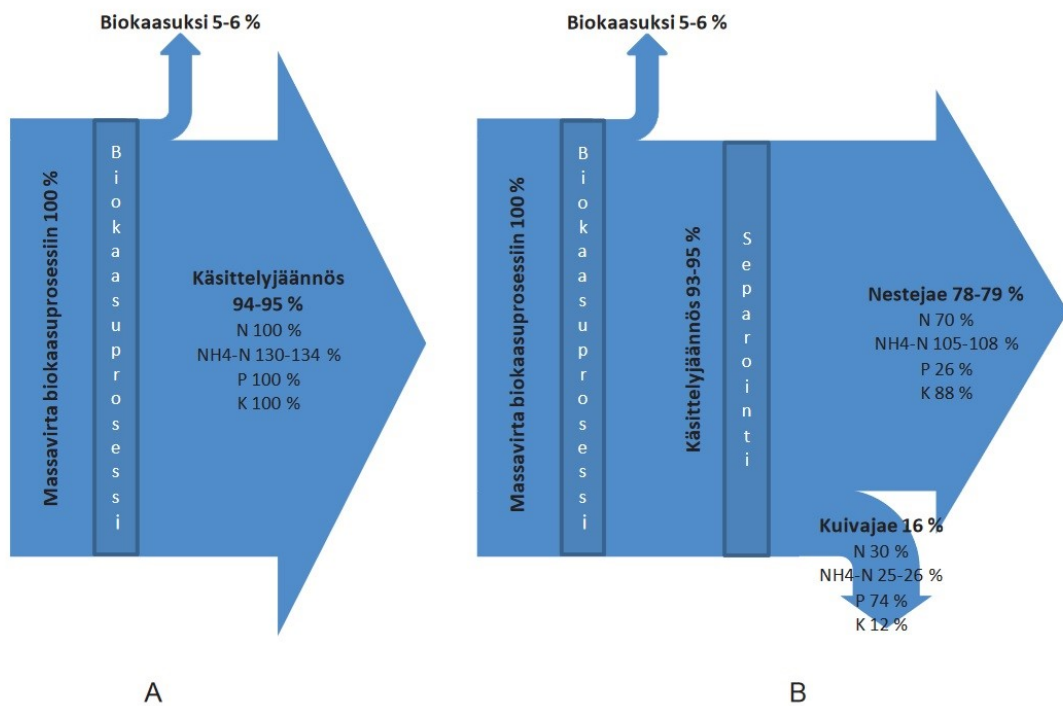 Biokaasuksi 5-6 %
Massavirta biokaasuprosessiin 100 %
Biokaasuprosessi
Käsittelyjäännös
94-95 %
N 100 %
NH4-N 130-134 %
P 100 %
K 100 %
A
Biokaasuksi 5-6 %
Massavirta biokaasuprosessiin 100 %
Biokaasuprosessi
Käsittelyjäännös 93-95 %
Separointi
Nestejae 78-79 %
N 70 %
NH4-N 105-108 %
P 26 %
K 88 %
Kuivajae 16 %
N 30 %
NH4-N 25-26 %
P 74 %
K 12 %
B